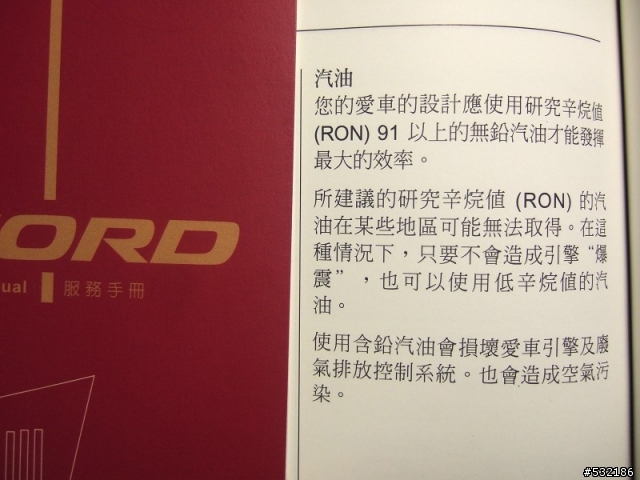 ORD
ual
服務手冊
汽油
您的愛車的設計應使用研究辛烷值
(RON) 91 以上的無鉛汽油才能發揮
最大的效率。
所建議的研究辛烷值 (RON) 的汽
油在某些地區可能無法取得。在這
種情況下，只要不會造成引擎“爆
震”，也可以使用低辛烷值的汽
油。
使用含鉛汽油會損壞愛車引擎及廢
氣排放控制系統。也會造成空氣污
染。
#532186